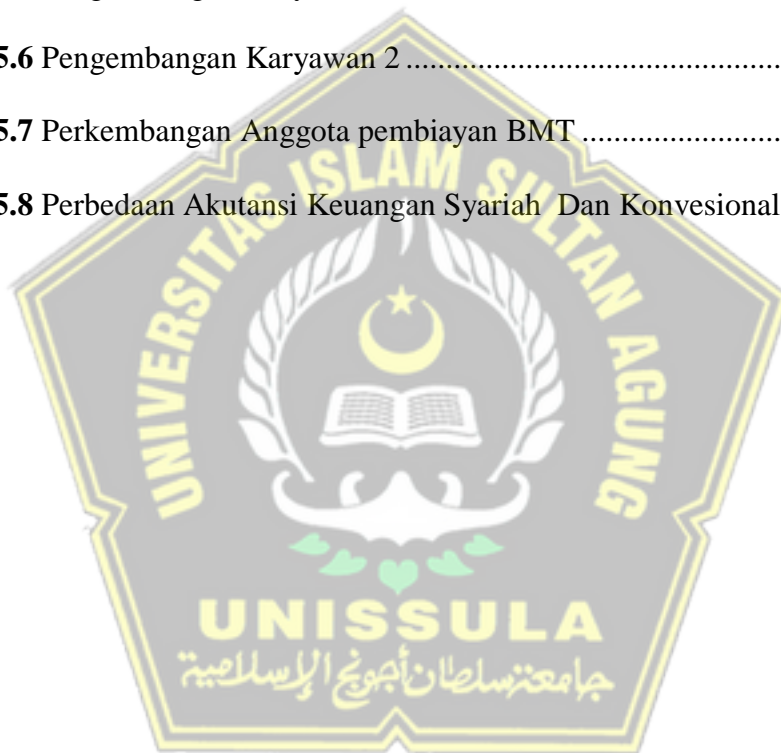 5.6 Pengembangan Karyawan 2 ................................................
5.7 Perkembangan Anggota pembiayan BMT .........................
5.8 Perbedaan Akutansi Keuangan Syariah Dan Konvesional
UNIVERSITAS ISLAM SULTAN AGUNG
UNISSULA
جامعة سلطان أجونج الإسلامية